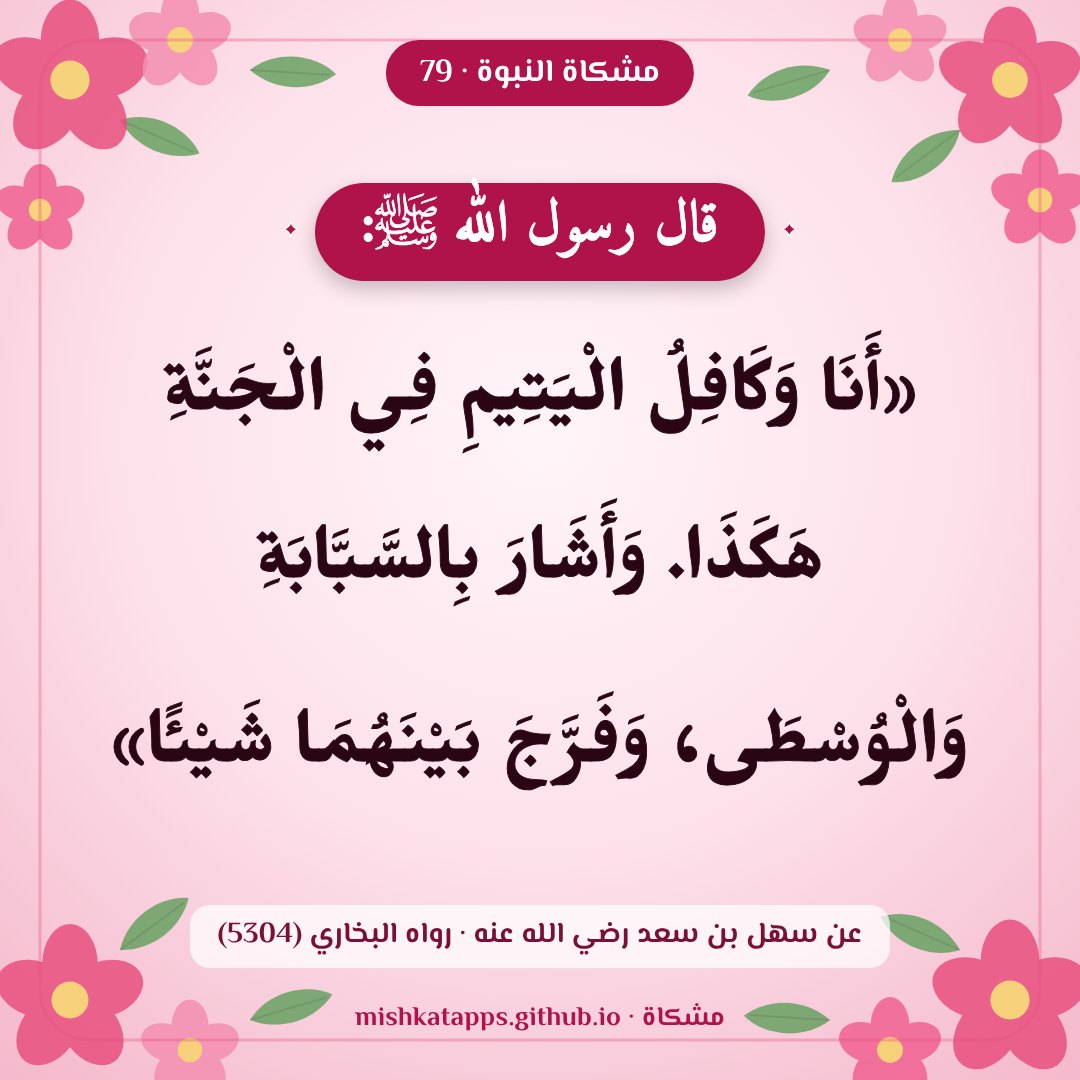 مشكاة النبوة · 79
قال رسول الله ﷺ:
«أَنَا وَكَافِلُ الْيَتِيمِ فِي الْجَنَّةِ
هَكَذَا. وَأَشَارَ بِالسَّبَّابَةِ
وَالْوُسْطَى، وَفَرَّجَ بَيْنَهُمَا شَيْئًا»
عن سهل بن سعد رضي الله عنه · رواه البخاري (5304)
مشكاة · mishkatapps.github.io